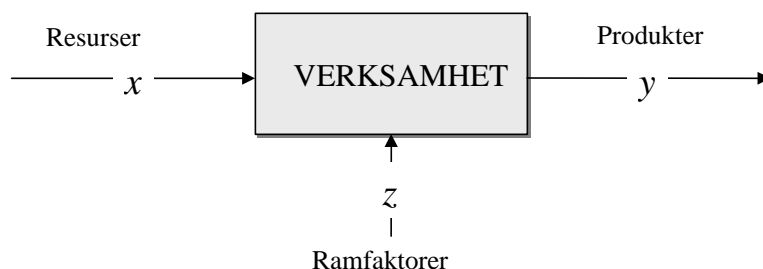 Resurser
Produkter
x
VERKSAMHET
y
z
Ramfaktorer